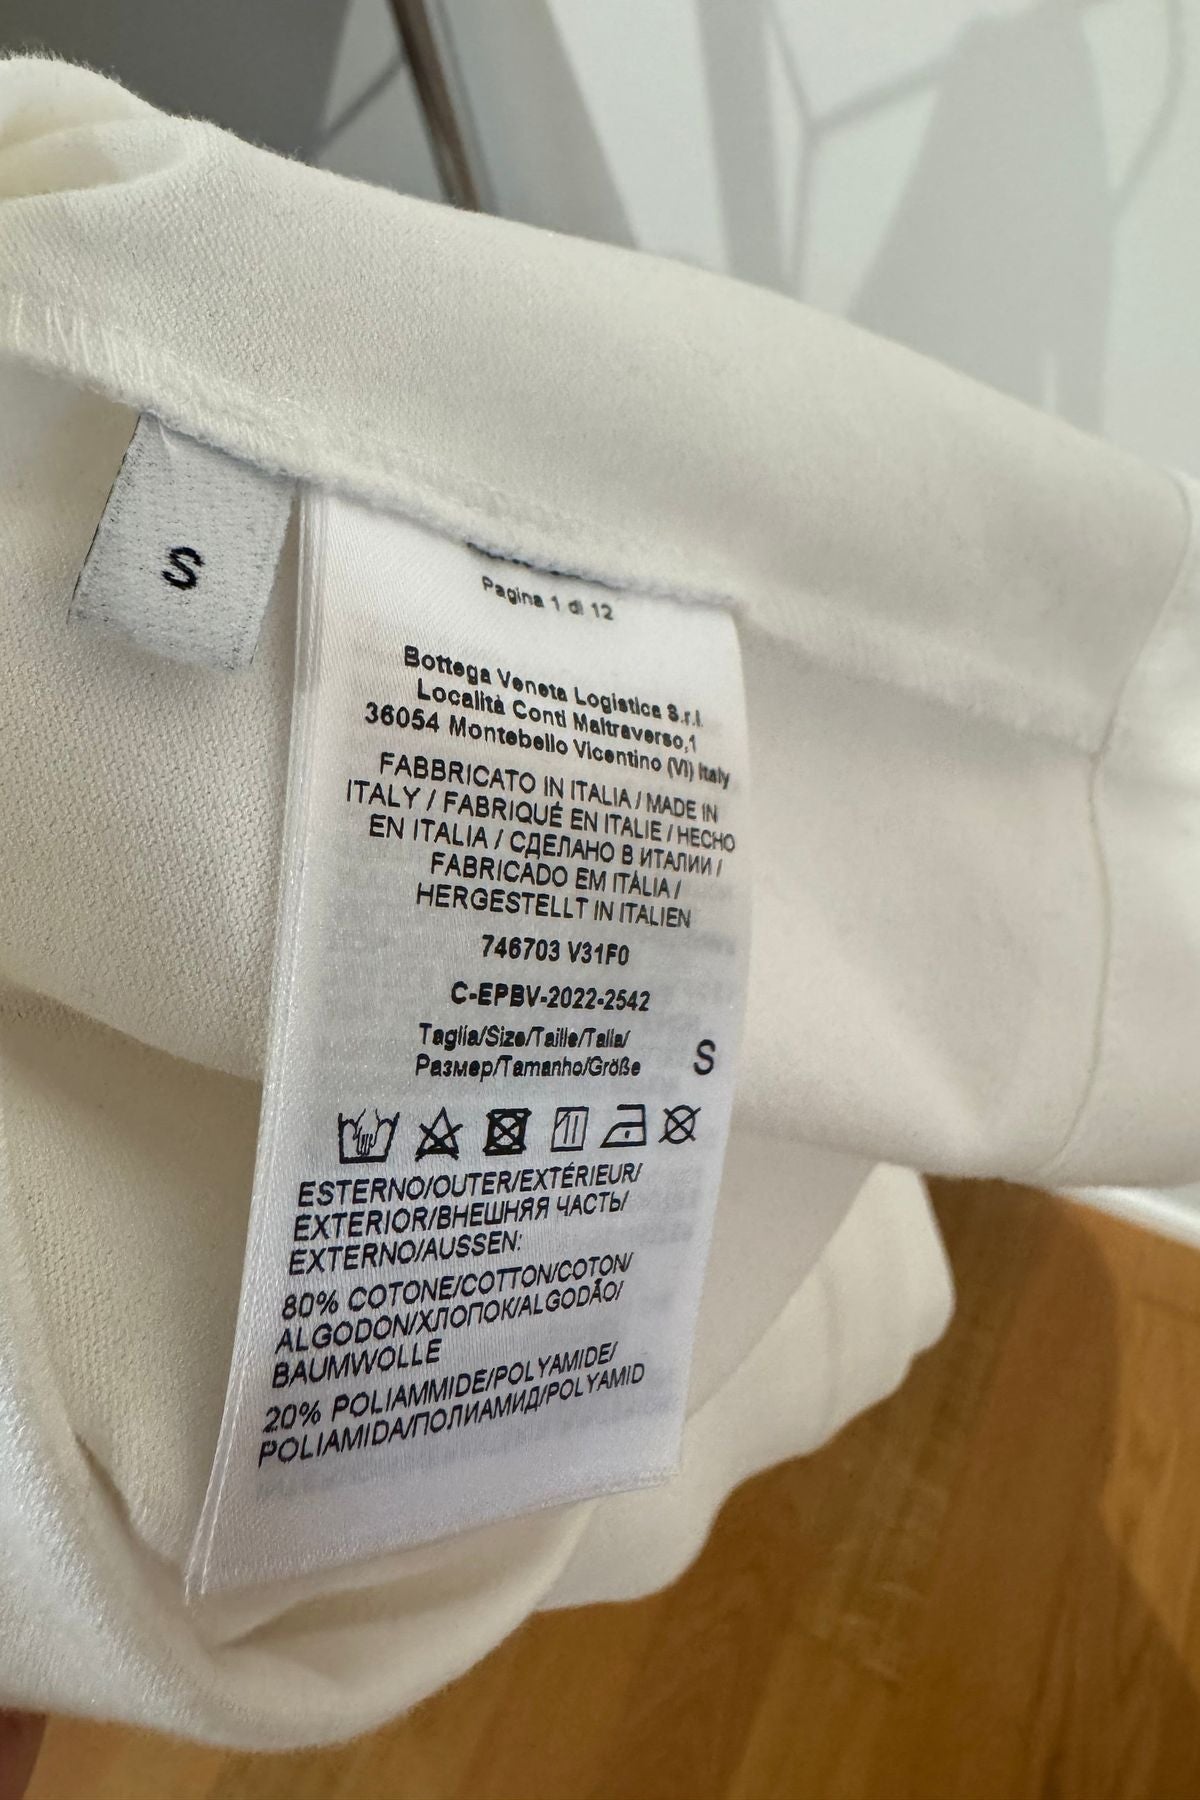 S
Pagina 1 di 12
Bottega Veneta Logistica S.r.l.
Località Conti Maltraverso,1
36054 Montebello Vicentino (VI) Italy
FABBRICATO IN ITALIA / MADE IN
ITALY / FABRIQUÉ EN ITALIE / HECHO
EN ITALIA / СДЕЛАНО В ИТАЛИИ /
FABRICADO EM ITÁLIA /
HERGESTELLT IN ITALIEN
746703 V31F0
C-EPBV-2022-2542
Taglia/Size/Taille/Talla/
Размер/Tamanho/Größe S
ESTERNO/OUTER/EXTÉRIEUR/
EXTERIOR/ВНЕШНЯЯ ЧАСТЬ/
EXTERNO/AUSSEN:
80% COTONE/COTTON/COTON/
ALGODON/ХЛОПОК/ALGODÃO/
BAUMWOLLE
20% POLIAMMIDE/POLYAMIDE/
POLIAMIDA/ПОЛИАМИД/POLYAMID